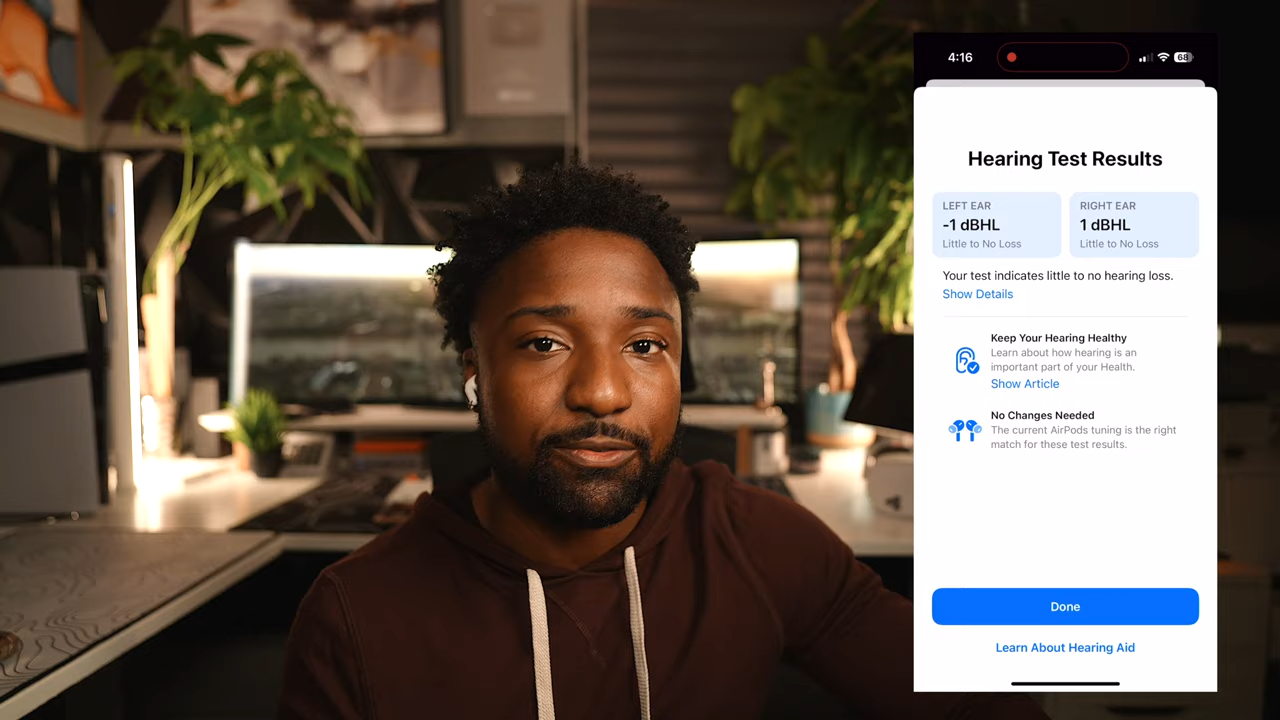 4:16
68
Hearing Test Results
LEFT EAR
-1 dBHL
Little to No Loss
RIGHT EAR
1 dBHL
Little to No Loss
Your test indicates little to no hearing loss.
Show Details
Keep Your Hearing Healthy
Learn about how hearing is an
important part of your Health.
Show Article
No Changes Needed
The current AirPods tuning is the right
match for these test results.
Done
Learn About Hearing Aid